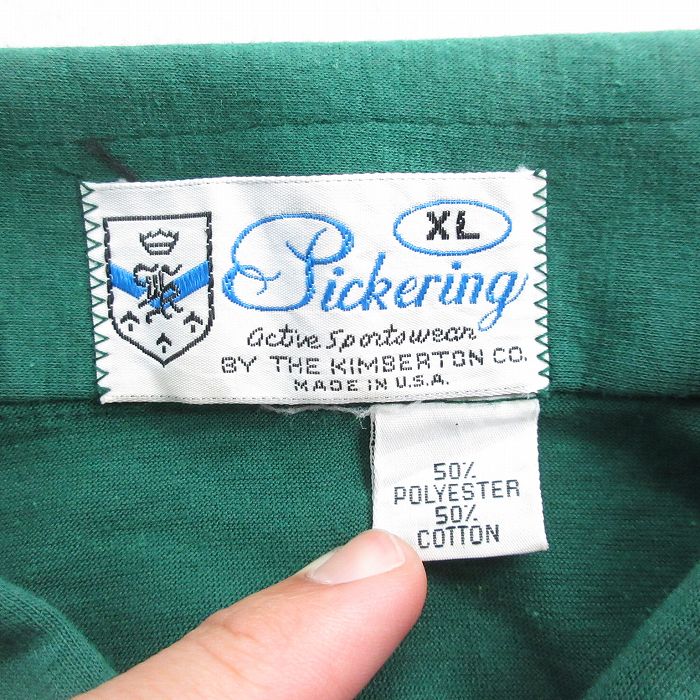 XL
Pickering
active sportswear
BY THE KIMBERTON CO.
MADE IN U.S.A.
50%
POLYESTER
50%
COTTON